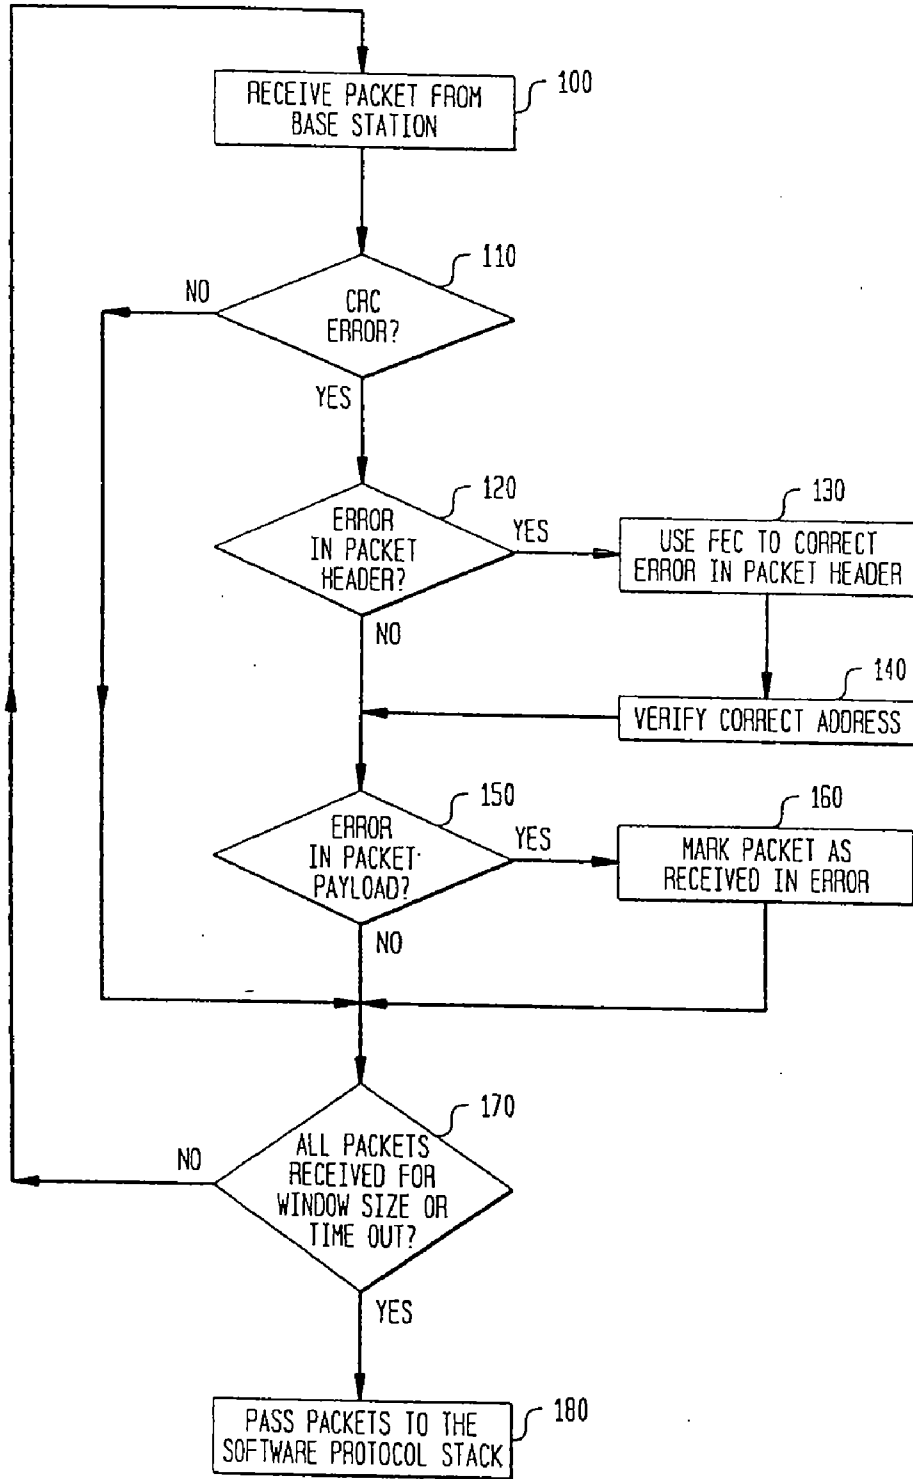 RECEIVE PACKET FROM
BASE STATION
100
110
NO
CRC
ERROR?
YES
120
ERROR
IN PACKET
HEADER?
YES
130
USE FEC TO CORRECT
ERROR IN PACKET HEADER
NO
140
VERIFY CORRECT ADDRESS
150
ERROR
IN PACKET
PAYLOAD?
YES
160
MARK PACKET AS
RECEIVED IN ERROR
NO
170
NO
ALL PACKETS
RECEIVED FOR
WINDOW SIZE OR
TIME OUT?
YES
180
PASS PACKETS TO THE
SOFTWARE PROTOCOL STACK